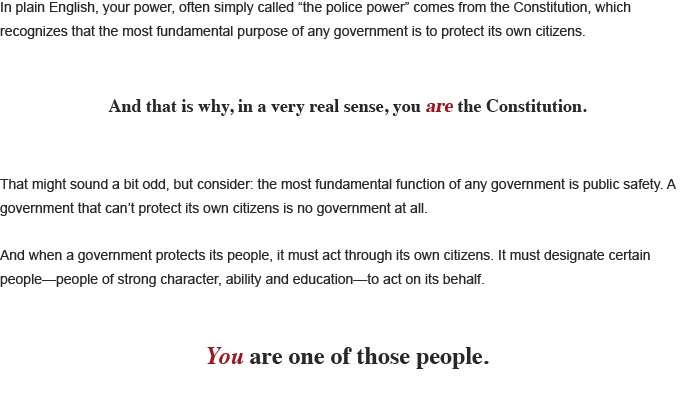 In plain English, your power, often simply called “the police power” comes from the Constitution, which
recognizes that the most fundamental purpose of any government is to protect its own citizens.
And that is why, in a very real sense, you are the Constitution.
That might sound a bit odd, but consider: the most fundamental function of any government is public safety. A
government that can’t protect its own citizens is no government at all.
And when a government protects its people, it must act through its own citizens. It must designate certain
people—people of strong character, ability and education—to act on its behalf.
You are one of those people.